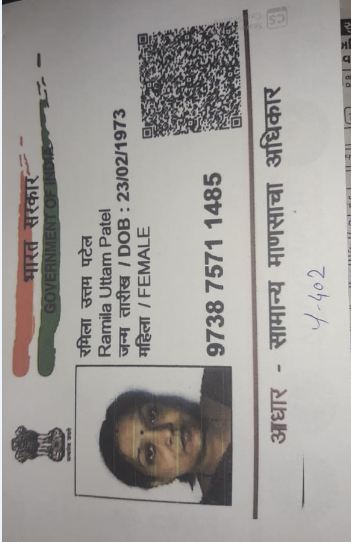 भारत सरकार
GOVERNMENT OF INDIA
रमिला उत्तम पटेल
Ramila Uttam Patel
जन्म तारीख / DOB : 23/02/1973
महिला / FEMALE
9738 7571 1485
आधार - सामान्य माणसाचा अधिकार
Y-402